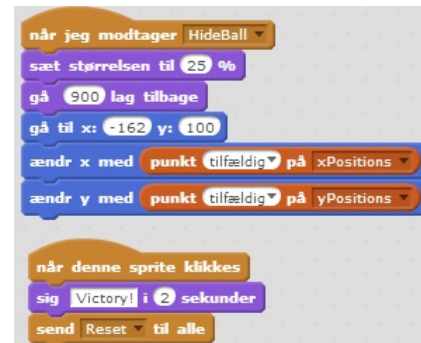 når jeg modtager HideBall
sæt størrelsen til 25 %
gå 900 lag tilbage
gå til x: -162 y: 100
ændr x med punkt tilfældig på xPositions
ændr y med punkt tilfældig på yPositions
når denne sprite klikkes
sig Victory! i 2 sekunder
send Reset til alle